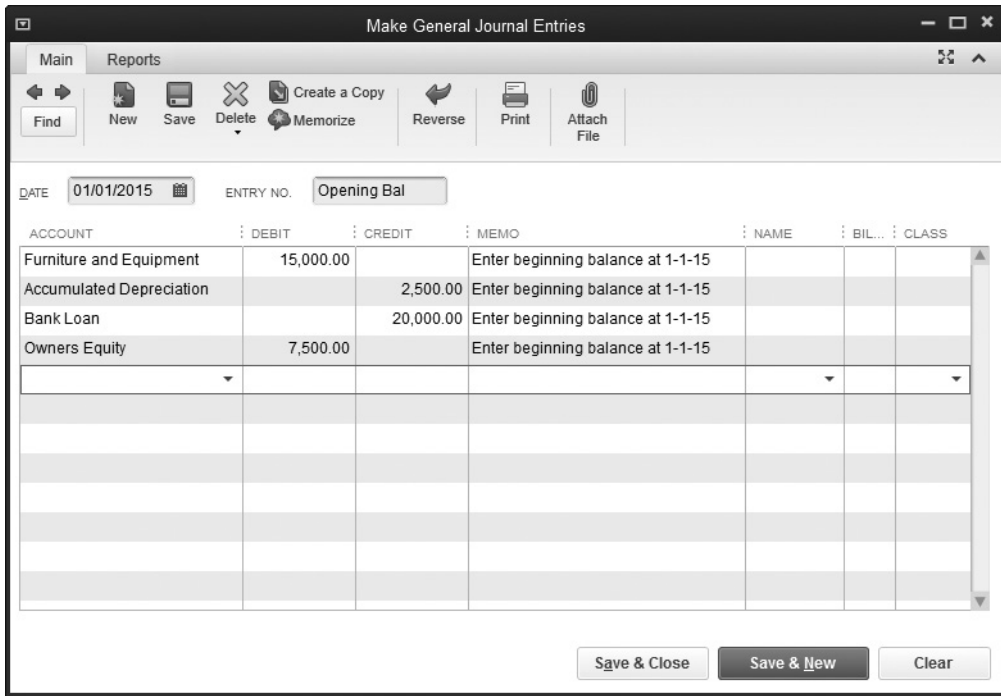 Make General Journal Entries
Main Reports
Find New Save Delete Create a Copy Memorize Reverse Print Attach File
DATE 01/01/2015 ENTRY NO. Opening Bal
ACCOUNT DEBIT CREDIT MEMO NAME BIL... CLASS
Furniture and Equipment 15,000.00 Enter beginning balance at 1-1-15
Accumulated Depreciation 2,500.00 Enter beginning balance at 1-1-15
Bank Loan 20,000.00 Enter beginning balance at 1-1-15
Owners Equity 7,500.00 Enter beginning balance at 1-1-15
Save & Close Save & New Clear